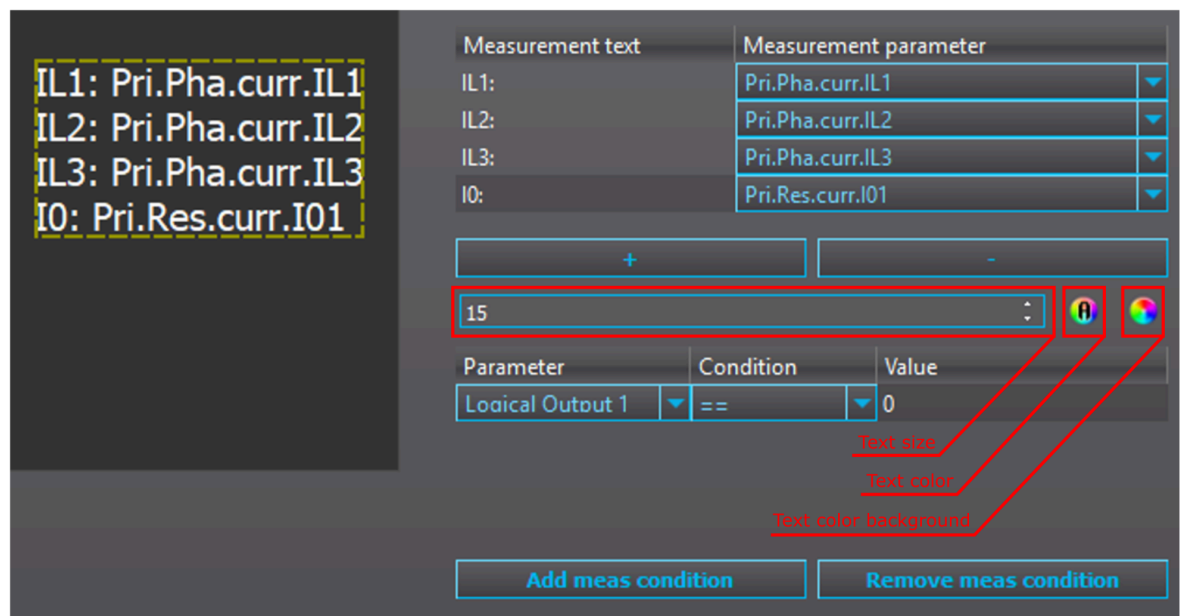 IL1: Pri.Pha.curr.IL1
IL2: Pri.Pha.curr.IL2
IL3: Pri.Pha.curr.IL3
I0: Pri.Res.curr.I01
Measurement text Measurement parameter
IL1: Pri.Pha.curr.IL1
IL2: Pri.Pha.curr.IL2
IL3: Pri.Pha.curr.IL3
I0: Pri.Res.curr.I01
+ -
15 A
Parameter Condition Value
Logical Output 1 == 0
Text size
Text color
Text color background
Add meas condition Remove meas condition